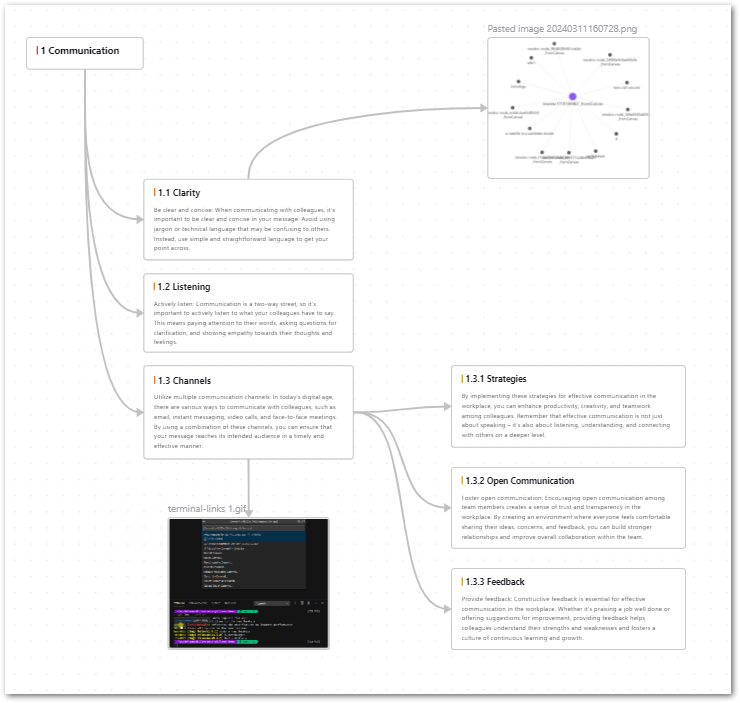 Pasted image 20240311160728.png
1 Communication
1.1 Clarity
Be clear and concise: When communicating with colleagues, it's
important to be clear and concise in your message. Avoid using
jargon or technical language that may be confusing to others.
Instead, use simple and straightforward language to get your
point across.
1.2 Listening
Actively listen: Communication is a two-way street, so it's
important to actively listen to what your colleagues have to say.
This means paying attention to their words, asking questions for
clarification, and showing empathy towards their thoughts and
feelings.
1.3 Channels
Utilize multiple communication channels: In today's digital age,
there are various ways to communicate with colleagues, such as
email, instant messaging, video calls, and face-to-face meetings.
By using a combination of these channels, you can ensure that
your message reaches its intended audience in a timely and
effective manner.
1.3.1 Strategies
By implementing these strategies for effective communication in the
workplace, you can enhance productivity, creativity, and teamwork
among colleagues. Remember that effective communication is not just
about speaking – it's also about listening, understanding, and connecting
with others on a deeper level.
1.3.2 Open Communication
Foster open communication: Encouraging open communication among
team members creates a sense of trust and transparency in the
workplace. By creating an environment where everyone feels comfortable
sharing their ideas, concerns, and feedback, you can build stronger
relationships and improve overall collaboration within the team.
1.3.3 Feedback
Provide feedback: Constructive feedback is essential for effective
communication in the workplace. Whether it's praising a job well done or
offering suggestions for improvement, providing feedback helps
colleagues understand their strengths and weaknesses and fosters a
culture of continuous learning and growth.
terminal-links 1.gif